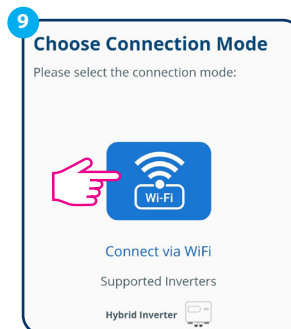 9
Choose Connection Mode
Please select the connection mode:
Wi-Fi
Connect via WiFi
Supported Inverters
Hybrid Inverter